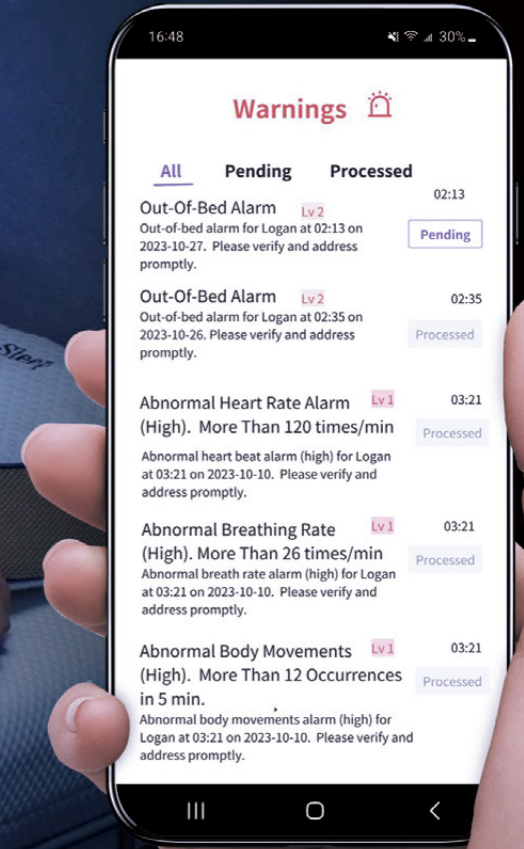 16:48 30%
Warnings
All Pending Processed
02:13
Out-Of-Bed Alarm Lv 2
Out-of-bed alarm for Logan at 02:13 on
2023-10-27. Please verify and address
promptly.
Pending
Out-Of-Bed Alarm Lv 2 02:35
Out-of-bed alarm for Logan at 02:35 on
2023-10-26. Please verify and address
promptly.
Processed
Abnormal Heart Rate Alarm Lv 1 03:21
(High). More Than 120 times/min
Processed
Abnormal heart beat alarm (high) for Logan
at 03:21 on 2023-10-10. Please verify and
address promptly.
Abnormal Breathing Rate Lv 1 03:21
(High). More Than 26 times/min
Processed
Abnormal breath rate alarm (high) for Logan
at 03:21 on 2023-10-10. Please verify and
address promptly.
Abnormal Body Movements Lv 1 03:21
(High). More Than 12 Occurrences
in 5 min.
Processed
Abnormal body movements alarm (high) for
Logan at 03:21 on 2023-10-10. Please verify and
address promptly.
Sleep